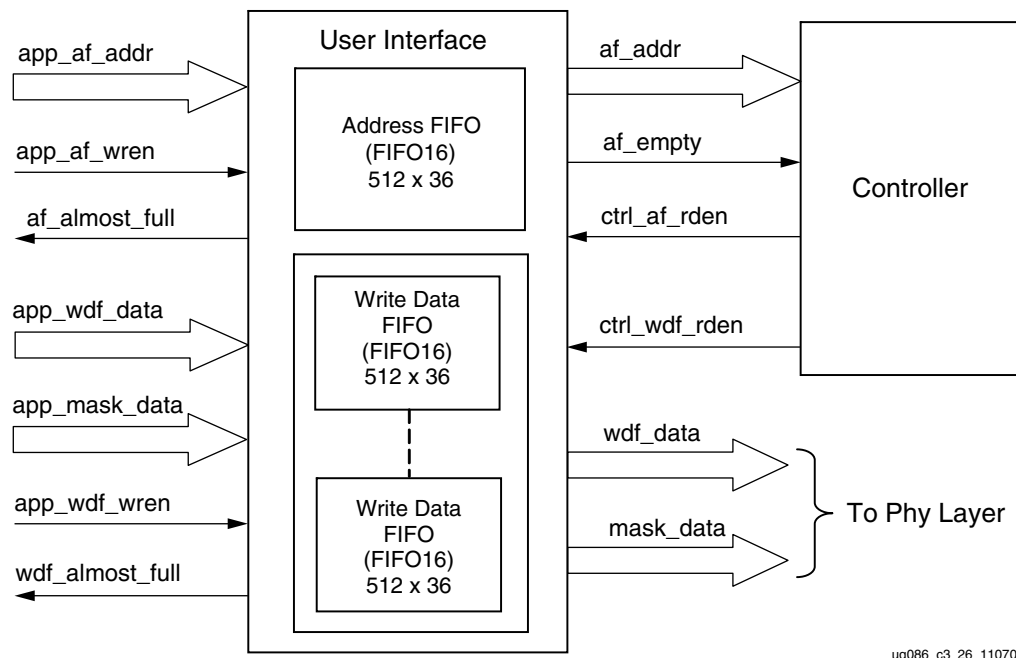 app_af_addr
app_af_wren
af_almost_full
app_wdf_data
app_mask_data
app_wdf_wren
wdf_almost_full
User Interface
Address FIFO
(FIFO16)
512 x 36
Write Data
FIFO
(FIFO16)
512 x 36
Write Data
FIFO
(FIFO16)
512 x 36
af_addr
af_empty
ctrl_af_rden
ctrl_wdf_rden
wdf_data
mask_data
Controller
To Phy Layer